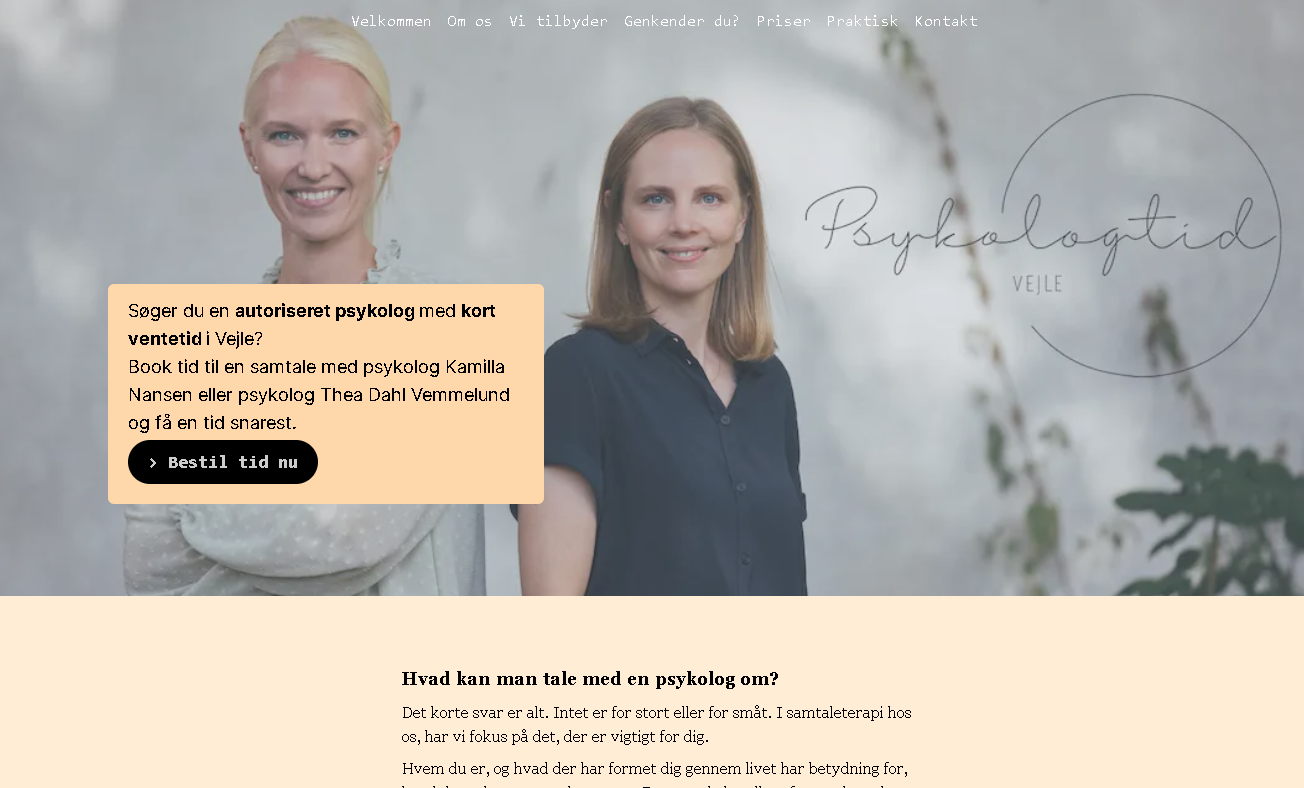 Velkommen Om os Vi tilbyder Genkender du? Priser Praktisk Kontakt
Psykologtid
VEJLE
Søger du en autoriseret psykolog med kort
ventetid i Vejle?
Book tid til en samtale med psykolog Kamilla
Nansen eller psykolog Thea Dahl Vemmelund
og få en tid snarest.
> Bestil tid nu
Hvad kan man tale med en psykolog om?
Det korte svar er alt. Intet er for stort eller for småt. I samtaleterapi hos
os, har vi fokus på det, der er vigtigt for dig.
Hvem du er, og hvad der har formet dig gennem livet har betydning for,